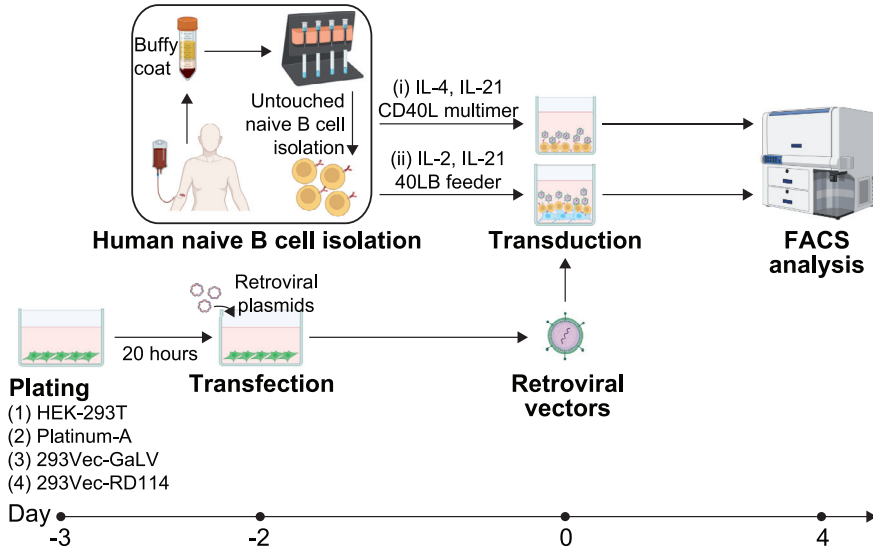 Buffy
coat
Untouched
naive B cell
isolation
Human naive B cell isolation
(i) IL-4, IL-21
CD40L multimer
(ii) IL-2, IL-21
40LB feeder
Transduction
FACS
analysis
Retroviral
plasmids
20 hours
Plating
(1) HEK-293T
(2) Platinum-A
(3) 293Vec-GaLV
(4) 293Vec-RD114
Transfection
Retroviral
vectors
Day
-3
-2
0
4